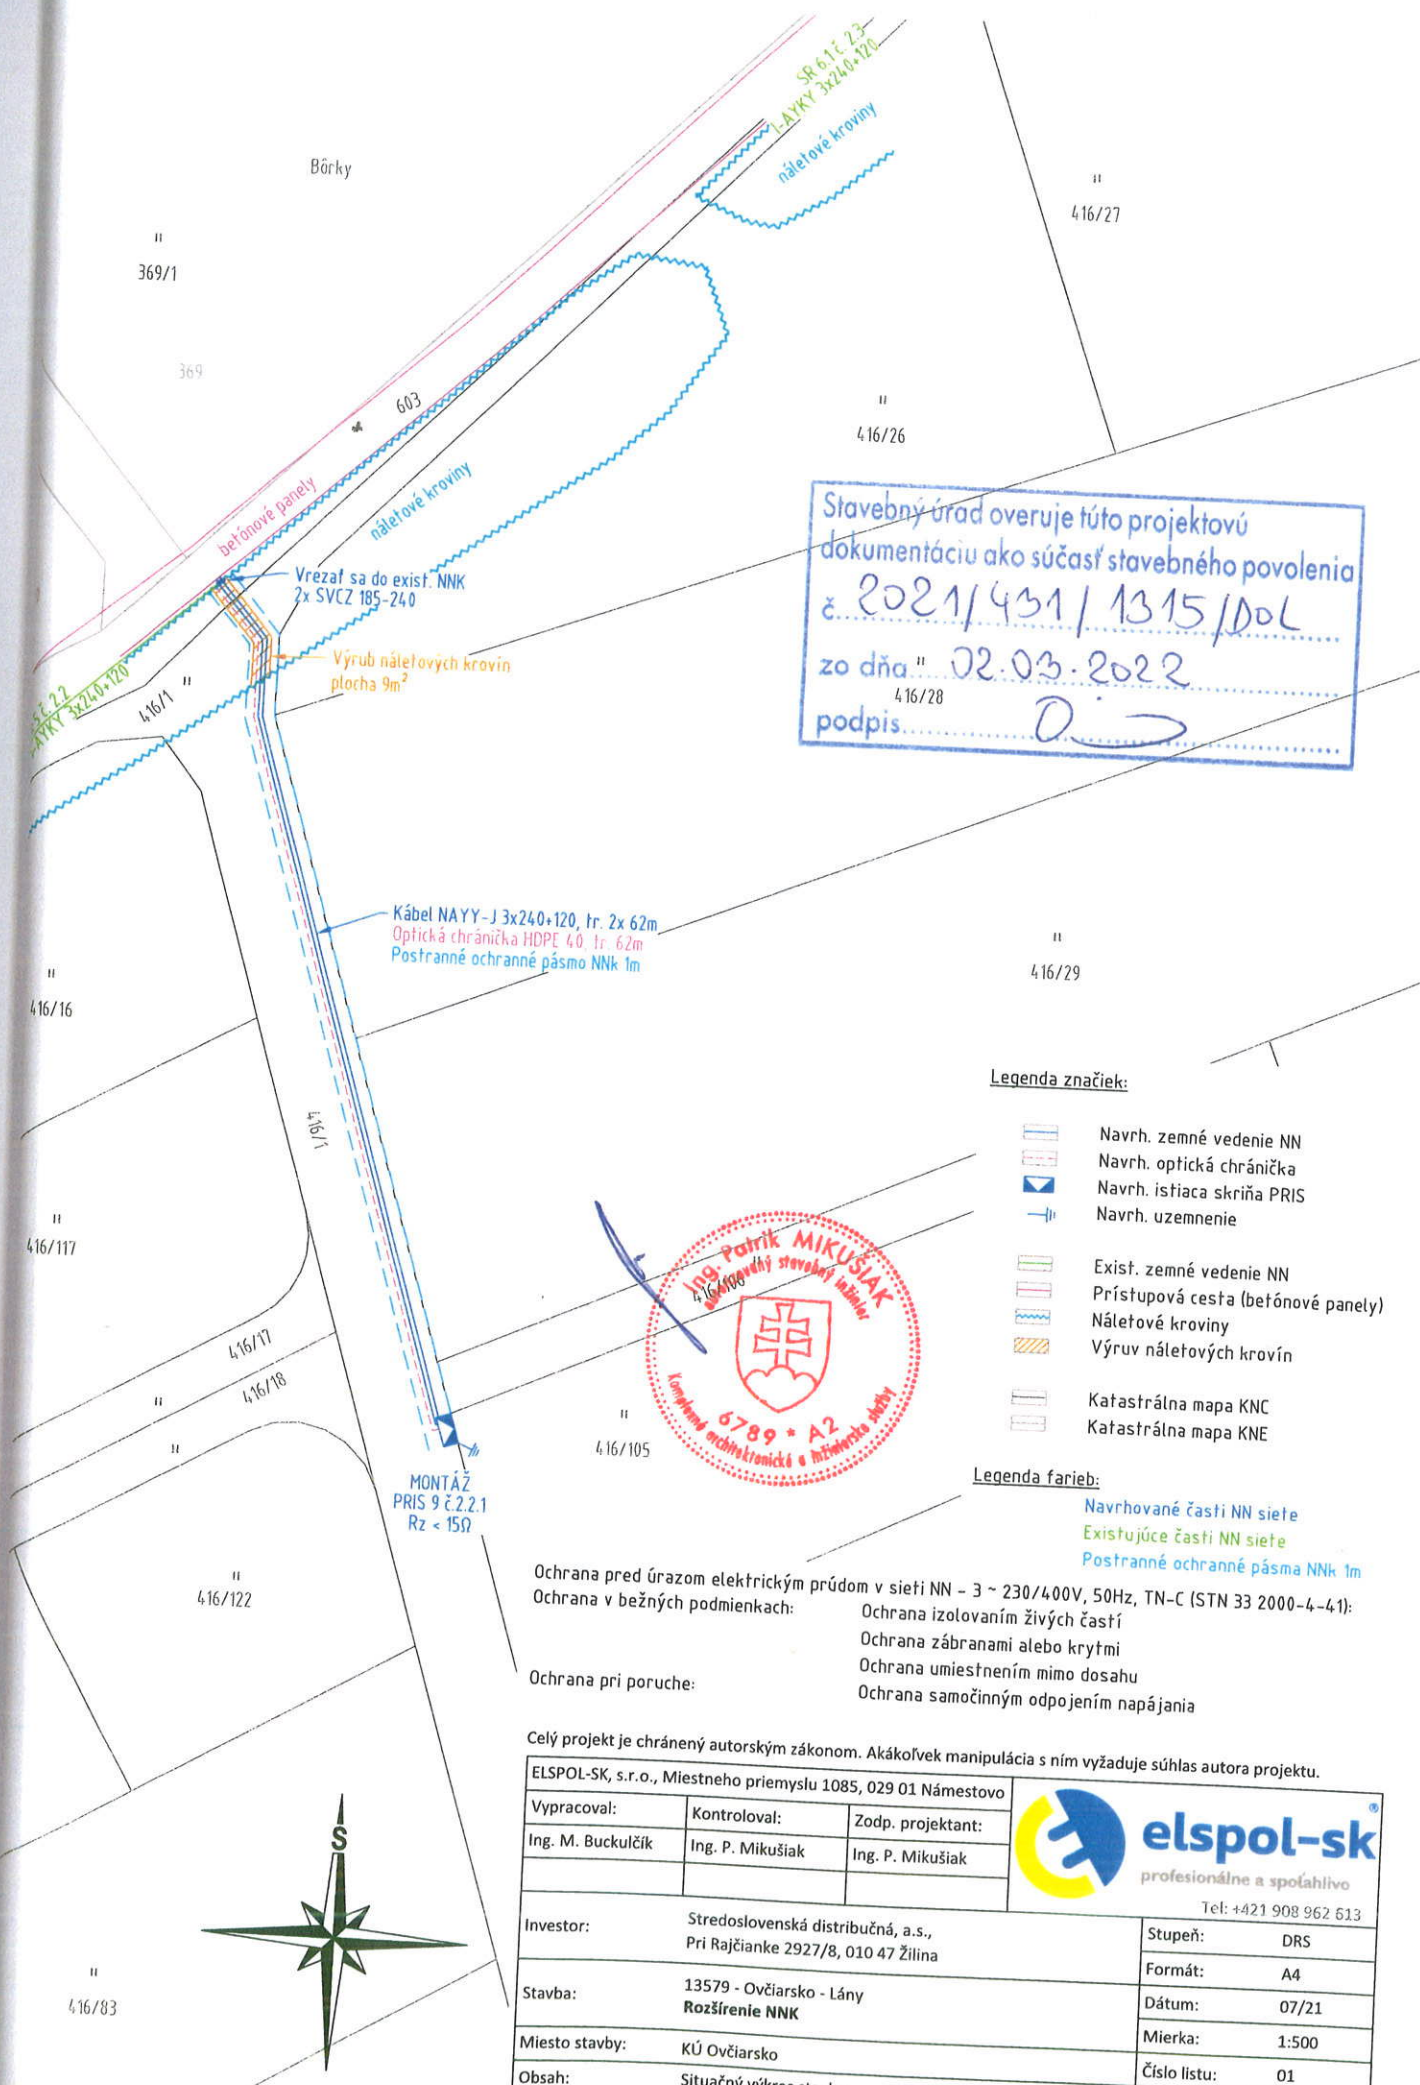 SR 6.1 č. 2.3
1-AYKY 3x240+120
náletové kroviny
Bôrky
"
416/27
"
369/1
369
603
"
416/26
betónové panely
náletové kroviny
Vrezať sa do exist. NNK
2x SVCZ 185-240
Výrub náletových krovín
plocha 9m²
č. 2.2
AYKY 3x240+120
"
416/1
Stavebný úrad overuje túto projektovú
dokumentáciu ako súčasť stavebného povolenia
č. 2021/431/1315/DOL
zo dňa 02.03.2022
"
416/28
podpis
Kábel NAYY-J 3x240+120, tr. 2x 62m
Optická chránička HDPE 40, tr. 62m
Postranné ochranné pásmo NNk 1m
"
416/16
"
416/29
416/1
"
416/117
416/17
"
416/18
"
Legenda značiek:
Navrh. zemné vedenie NN
Navrh. optická chránička
Navrh. istiaca skriňa PRIS
Navrh. uzemnenie
Exist. zemné vedenie NN
Prístupová cesta (betónové panely)
Náletové kroviny
Výruv náletových krovín
Katastrálna mapa KNC
Katastrálna mapa KNE
Ing. Patrik MIKUŠIAK
autorizovaný stavebný inžinier
"
416/106
6789 * A2
Komplexné architektonické a inžinierske služby
"
416/105
MONTÁŽ
PRIS 9 č.2.2.1
Rz < 15Ω
Legenda farieb:
Navrhované časti NN siete
Existujúce časti NN siete
Postranné ochranné pásma NNk 1m
"
416/122
Ochrana pred úrazom elektrickým prúdom v sieti NN - 3 ~ 230/400V, 50Hz, TN-C (STN 33 2000-4-41):
Ochrana v bežných podmienkach: Ochrana izolovaním živých častí
Ochrana zábranami alebo krytmi
Ochrana umiestnením mimo dosahu
Ochrana pri poruche: Ochrana samočinným odpojením napájania
Celý projekt je chránený autorským zákonom. Akákoľvek manipulácia s ním vyžaduje súhlas autora projektu.
ELSPOL-SK, s.r.o., Miestneho priemyslu 1085, 029 01 Námestovo
Vypracoval: Kontroloval: Zodp. projektant:
Ing. M. Buckulčík Ing. P. Mikušiak Ing. P. Mikušiak
elspol-sk ®
profesionálne a spoľahlivo
Tel: +421 908 962 613
Investor: Stredoslovenská distribučná, a.s.,
Pri Rajčianke 2927/8, 010 47 Žilina
Stupeň: DRS
Formát: A4
Stavba: 13579 - Ovčiarsko - Lány
Rozšírenie NNK
Dátum: 07/21
Mierka: 1:500
Miesto stavby: KÚ Ovčiarsko
Číslo listu: 01
Obsah: Situačný výkres
S
"
416/83